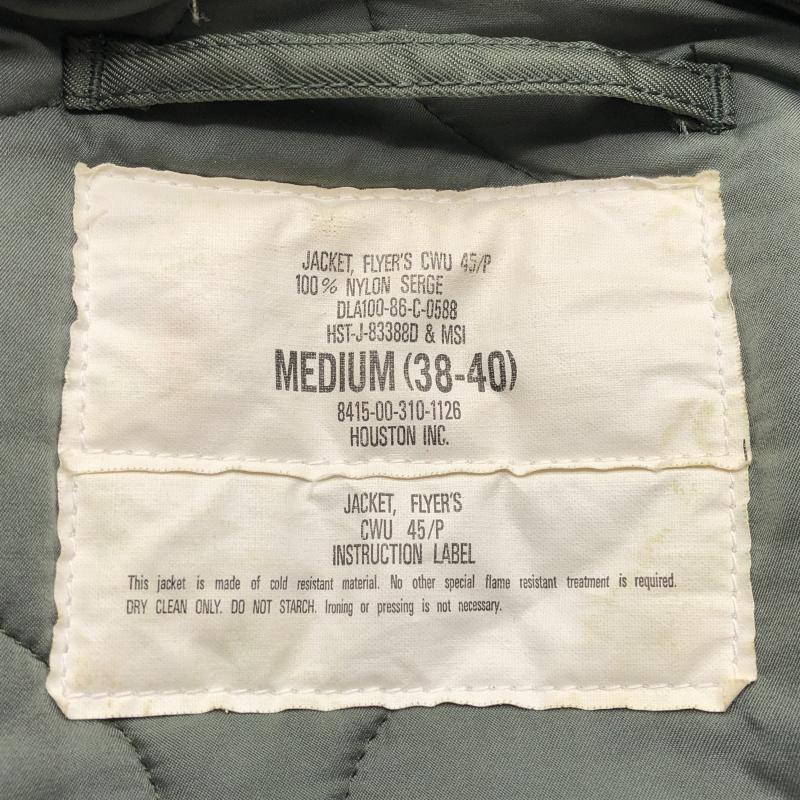 JACKET, FLYER'S CWU 45/P
100% NYLON SERGE
DLA100-86-C-0588
HST-J-83388D & MSI
MEDIUM (38-40)
8415-00-310-1126
HOUSTON INC.
JACKET, FLYER'S
CWU 45/P
INSTRUCTION LABEL
This jacket is made of cold resistant material. No other special flame resistant treatment is required.
DRY CLEAN ONLY. DO NOT STARCH. Ironing or pressing is not necessary.